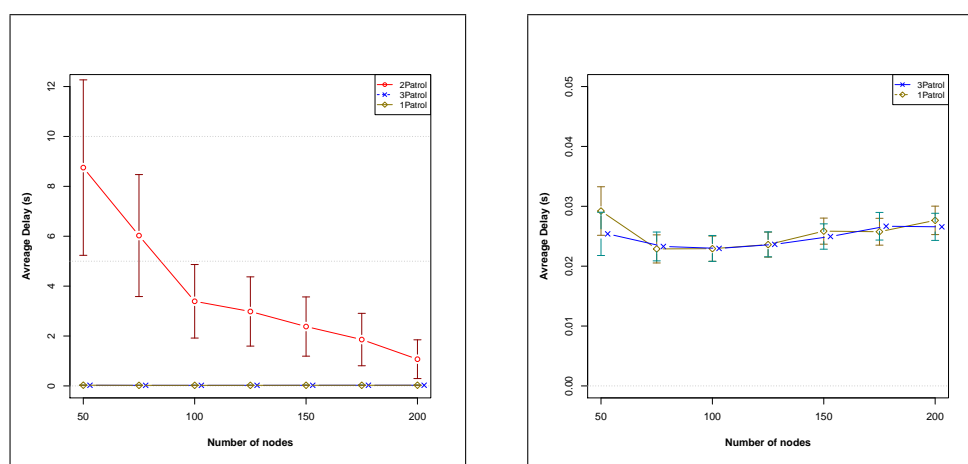 2Patrol
3Patrol
1Patrol
12
10
8
6
4
2
0
Avreage Delay (s)
50
100
150
200
Number of nodes
3Patrol
1Patrol
0.05
0.04
0.03
0.02
0.01
0.00
Avreage Delay (s)
50
100
150
200
Number of nodes